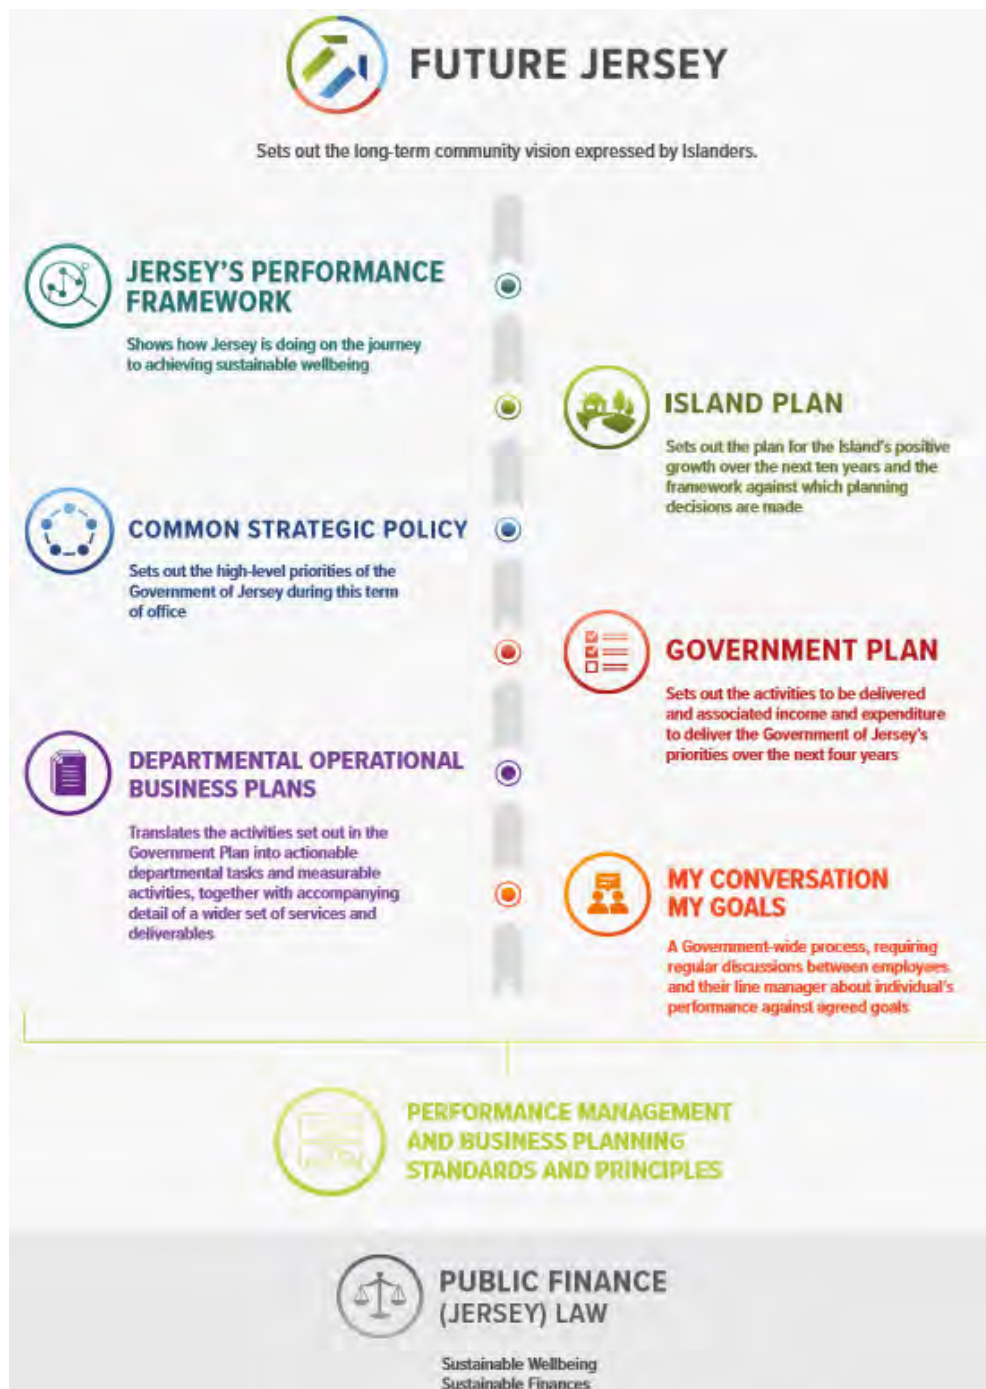 FUTURE JERSEY
Sets out the long-term community vision expressed by Islanders.
JERSEY'S PERFORMANCE
FRAMEWORK
Shows how Jersey is doing on the journey
to achieving sustainable wellbeing
ISLAND PLAN
Sets out the plan for the Island's positive
growth over the next ten years and the
framework against which planning
decisions are made
COMMON STRATEGIC POLICY
Sets out the high-level priorities of the
Government of Jersey during this term
of office
GOVERNMENT PLAN
Sets out the activities to be delivered
and associated income and expenditure
to deliver the Government of Jersey's
priorities over the next four years
DEPARTMENTAL OPERATIONAL
BUSINESS PLANS
Translates the activities set out in the
Government Plan into actionable
departmental tasks and measurable
activities, together with accompanying
detail of a wider set of services and
deliverables
MY CONVERSATION
MY GOALS
A Government-wide process, requiring
regular discussions between employees
and their line manager about individual's
performance against agreed goals
PERFORMANCE MANAGEMENT
AND BUSINESS PLANNING
STANDARDS AND PRINCIPLES
PUBLIC FINANCE
(JERSEY) LAW
Sustainable Wellbeing
Sustainable Finances